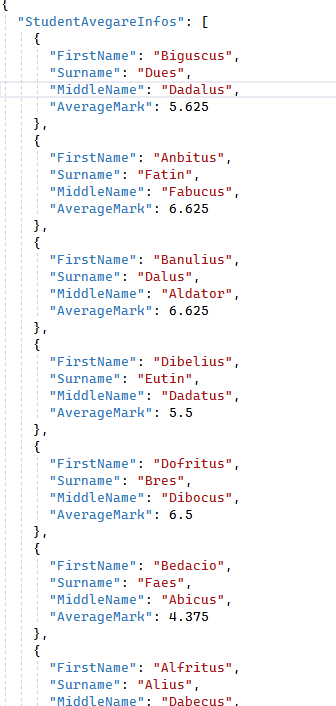 {
"StudentAvegareInfos": [
{
"FirstName": "Biguscus",
"Surname": "Dues",
"MiddleName": "Dadalus",
"AverageMark": 5.625
},
{
"FirstName": "Anbitus",
"Surname": "Fatin",
"MiddleName": "Fabucus",
"AverageMark": 6.625
},
{
"FirstName": "Banulius",
"Surname": "Dalus",
"MiddleName": "Aldator",
"AverageMark": 6.625
},
{
"FirstName": "Dibelius",
"Surname": "Eutin",
"MiddleName": "Dadatus",
"AverageMark": 5.5
},
{
"FirstName": "Dofritus",
"Surname": "Bres",
"MiddleName": "Dibocus",
"AverageMark": 6.5
},
{
"FirstName": "Bedacio",
"Surname": "Faes",
"MiddleName": "Abicus",
"AverageMark": 4.375
},
{
"FirstName": "Alfritus",
"Surname": "Alius",
"MiddleName": "Dabecus",